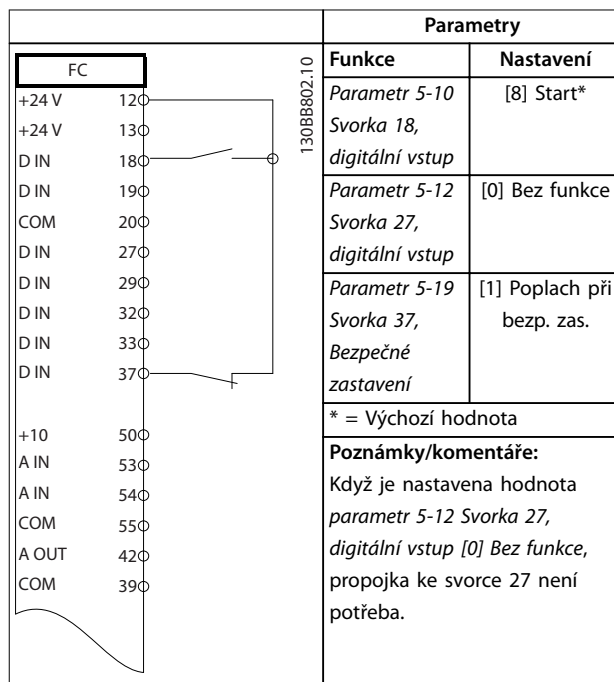 FC
+24 V 12
+24 V 13
D IN 18
D IN 19
COM 20
D IN 27
D IN 29
D IN 32
D IN 33
D IN 37
+10 50
A IN 53
A IN 54
COM 55
A OUT 42
COM 39
130BB802.10
Parametry
Funkce Nastavení
Parametr 5-10 [8] Start*
Svorka 18,
digitální vstup
Parametr 5-12 [0] Bez funkce
Svorka 27,
digitální vstup
Parametr 5-19 [1] Poplach při
Svorka 37, bezp. zas.
Bezpečné
zastavení
* = Výchozí hodnota
Poznámky/komentáře:
Když je nastavena hodnota
parametr 5-12 Svorka 27,
digitální vstup [0] Bez funkce,
propojka ke svorce 27 není
potřeba.